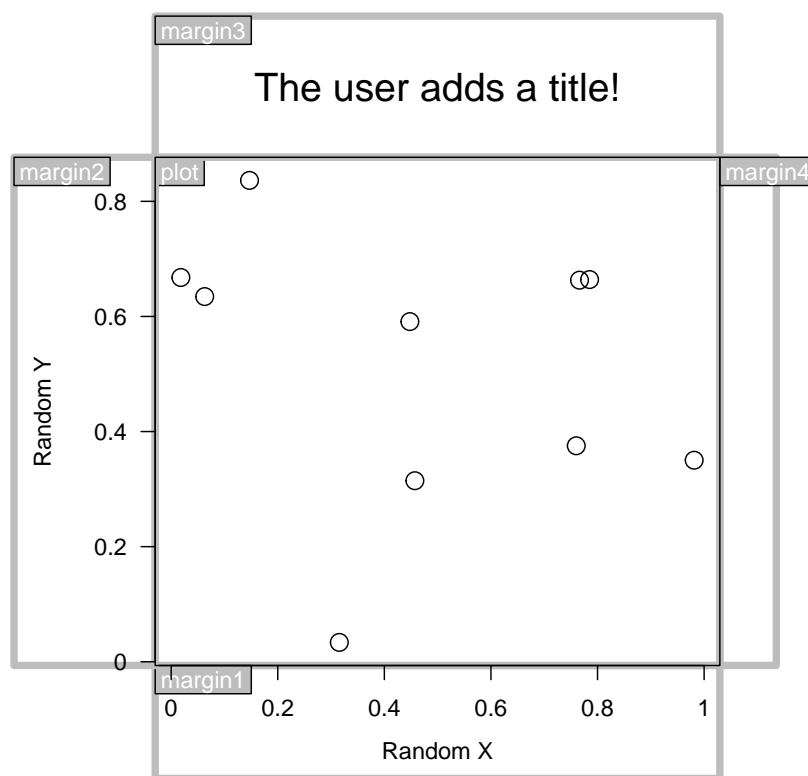 margin3
The user adds a title!
margin2
plot
margin4
0.8
0.6
Random Y
0.4
0.2
0
margin1
0 0.2 0.4 0.6 0.8 1
Random X